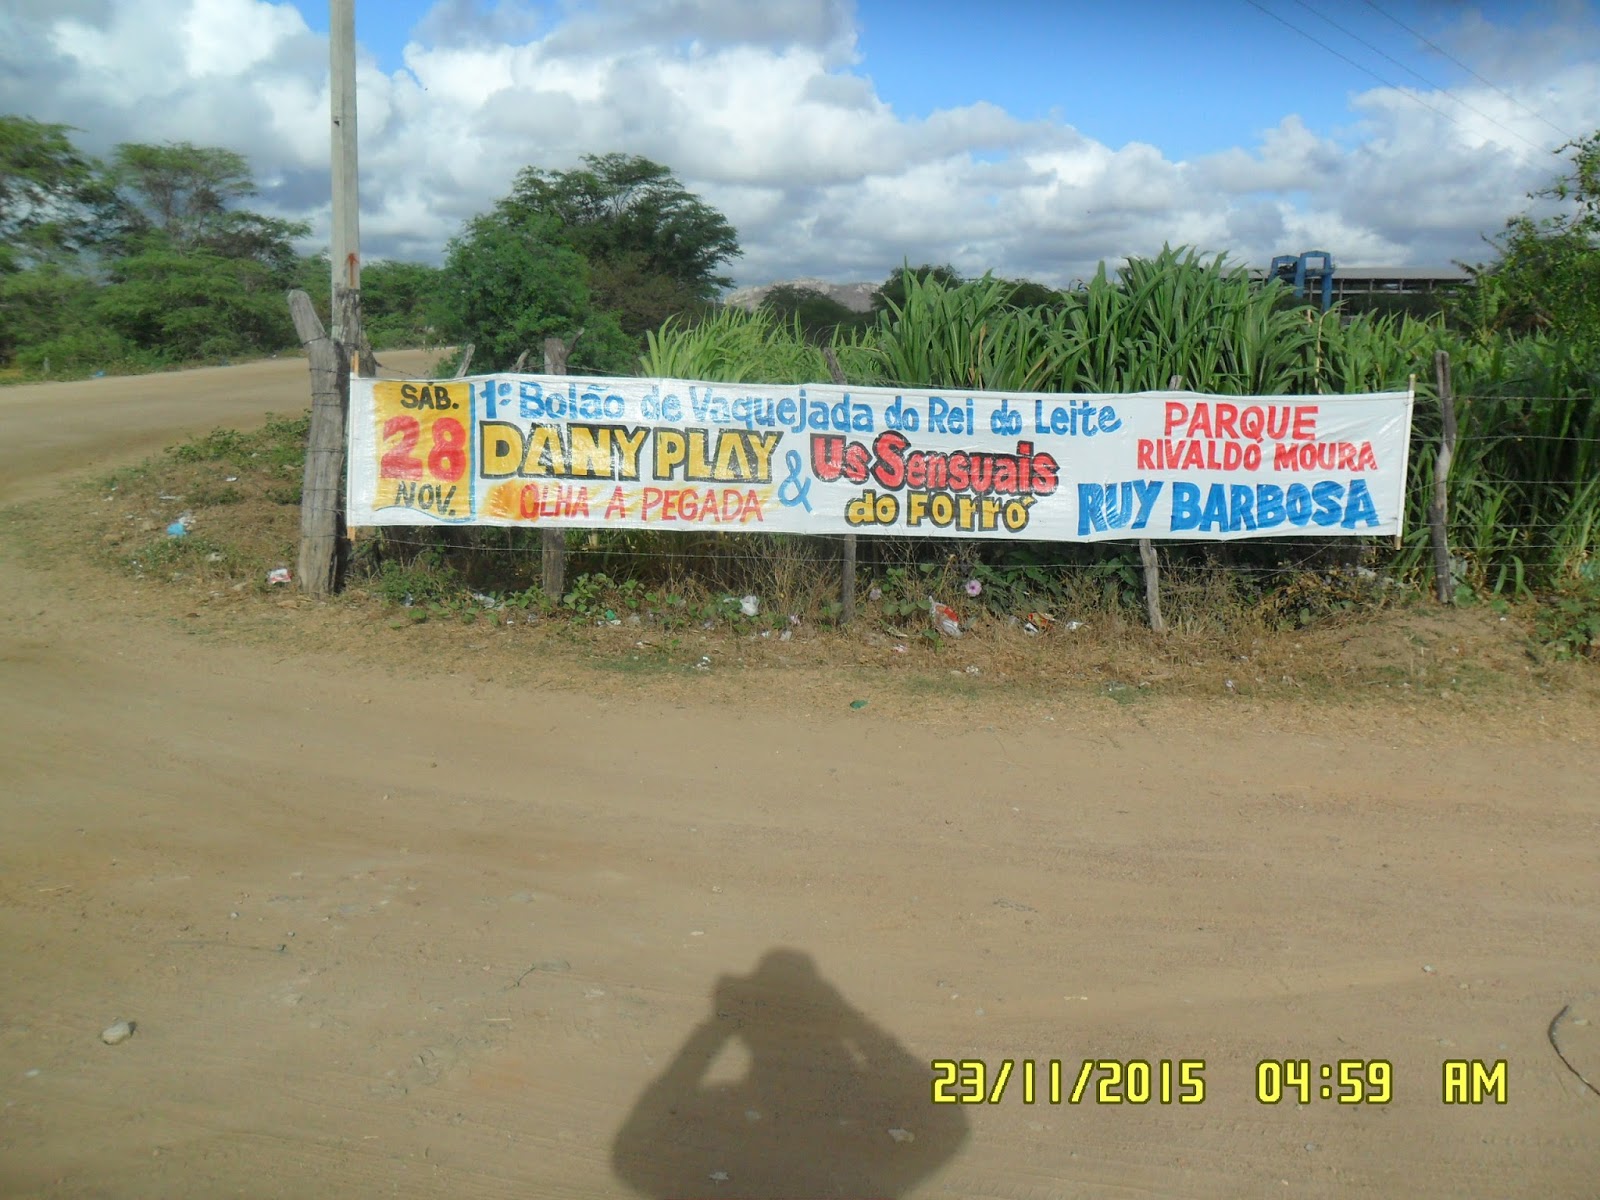 SÁB.
28
NOV.
1º Bolão de Vaquejada do Rei do Leite
DANY PLAY
OLHA A PEGADA
&
Us Sensuais
do Forró
PARQUE
RIVALDO MOURA
RUY BARBOSA
23/11/2015 04:59 AM